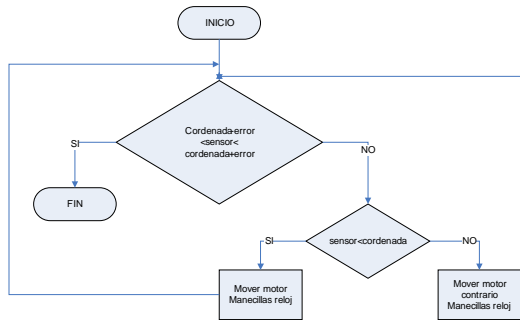 INICIO
Cordenada-error
<sensor<
cordenada+error
SI
NO
FIN
sensor<cordenada
SI
NO
Mover motor
Manecillas reloj
Mover motor
contrario
Manecillas reloj